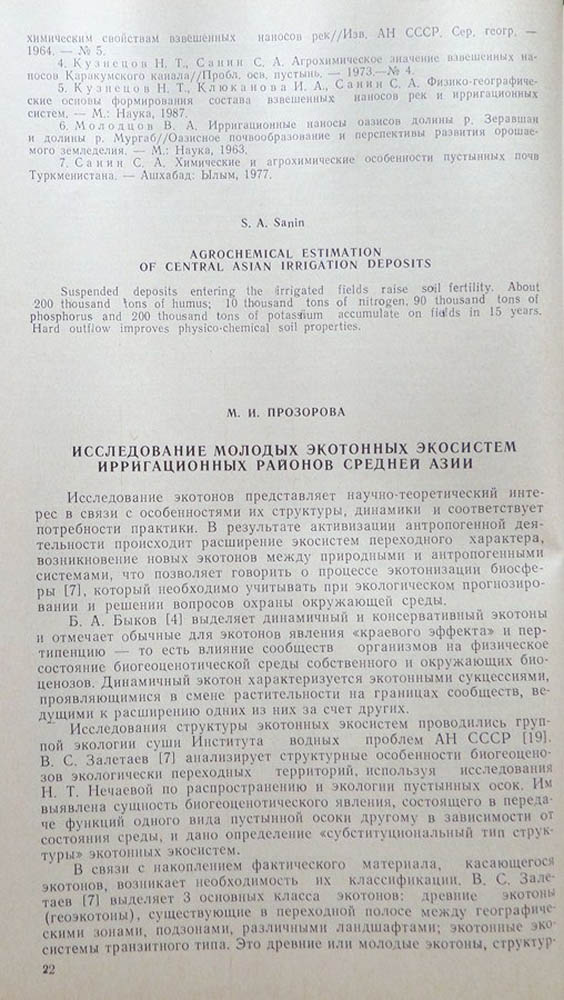 химическим свойствам взвешенных наносов рек//Изв. АН СССР. Сер. геогр. —
1964. — № 5.
4. Кузнецов Н. Т., Санин С. А. Агрохимическое значение взвешенных на-
носов Каракумского канала//Пробл. осв. пустынь. — 1973.—№ 4.
5. Кузнецов Н. Т., Клюканова И. А., Санин С. А. Физико-географиче-
ские основы формирования состава взвешенных наносов рек и ирригационных
систем. — М.: Наука, 1987.
6. Молодцов В. А. Ирригационные наносы оазисов долины р. Зеравшан
и долины р. Мургаб//Оазисное почвообразование и перспективы развития орошае-
мого земледелия. — М.: Наука, 1963.
7. Санин С. А. Химические и агрохимические особенности пустынных почв
Туркменистана. — Ашхабад: Ылым, 1977.
S. A. Sanin
AGROCHEMICAL ESTIMATION
OF CENTRAL ASIAN IRRIGATION DEPOSITS
Suspended deposits entering the irrigated fields raise soil fertility. About
200 thousand tons of humus; 10 thousand tons of nitrogen, 90 thousand tons of
phosphorus and 200 thousand tons of potassium accumulate on fields in 15 years.
Hard outflow improves physico-chemical soil properties.
М. И. ПРОЗОРОВА
ИССЛЕДОВАНИЕ МОЛОДЫХ ЭКОТОННЫХ ЭКОСИСТЕМ
ИРРИГАЦИОННЫХ РАЙОНОВ СРЕДНЕЙ АЗИИ
Исследование экотонов представляет научно-теоретический инте-
рес в связи с особенностями их структуры, динамики и соответствует
потребности практики. В результате активизации антропогенной дея-
тельности происходит расширение экосистем переходного характера,
возникновение новых экотонов между природными и антропогенными
системами, что позволяет говорить о процессе экотонизации биосфе-
ры [7], который необходимо учитывать при экологическом прогнозиро-
вании и решении вопросов охраны окружающей среды.
Б. А. Быков [4] выделяет динамичный и консервативный экотоны
и отмечает обычные для экотонов явления «краевого эффекта» и пер-
типенцию — то есть влияние сообществ организмов на физическое
состояние биогеоценотической среды собственного и окружающих био-
ценозов. Динамичный экотон характеризуется экотонными сукцессиями,
проявляющимися в смене растительности на границах сообществ, ве-
дущими к расширению одних из них за счет других.
Исследования структуры экотонных экосистем проводились груп-
пой экологии суши Института водных проблем АН СССР [19].
В. С. Залетаев [7] анализирует структурные особенности биогеоцено-
зов экологически переходных территорий, используя исследования
Н. Т. Нечаевой по распространению и экологии пустынных осок. Им
выявлена сущность биогеоценотического явления, состоящего в переда-
че функций одного вида пустынной осоки другому в зависимости от
состояния среды, и дано определение «субституциональный тип струк-
туры» экотонных экосистем.
В связи с накоплением фактического материала, касающегося
экотонов, возникает необходимость их классификации. В. С. Зале-
таев [7] выделяет 3 основных класса экотонов: древние экотоны
(геоэкотоны), существующие в переходной полосе между географиче-
скими зонами, подзонами, различными ландшафтами; экотонные эко-
системы транзитного типа. Это древние или молодые экотоны, структур-
22